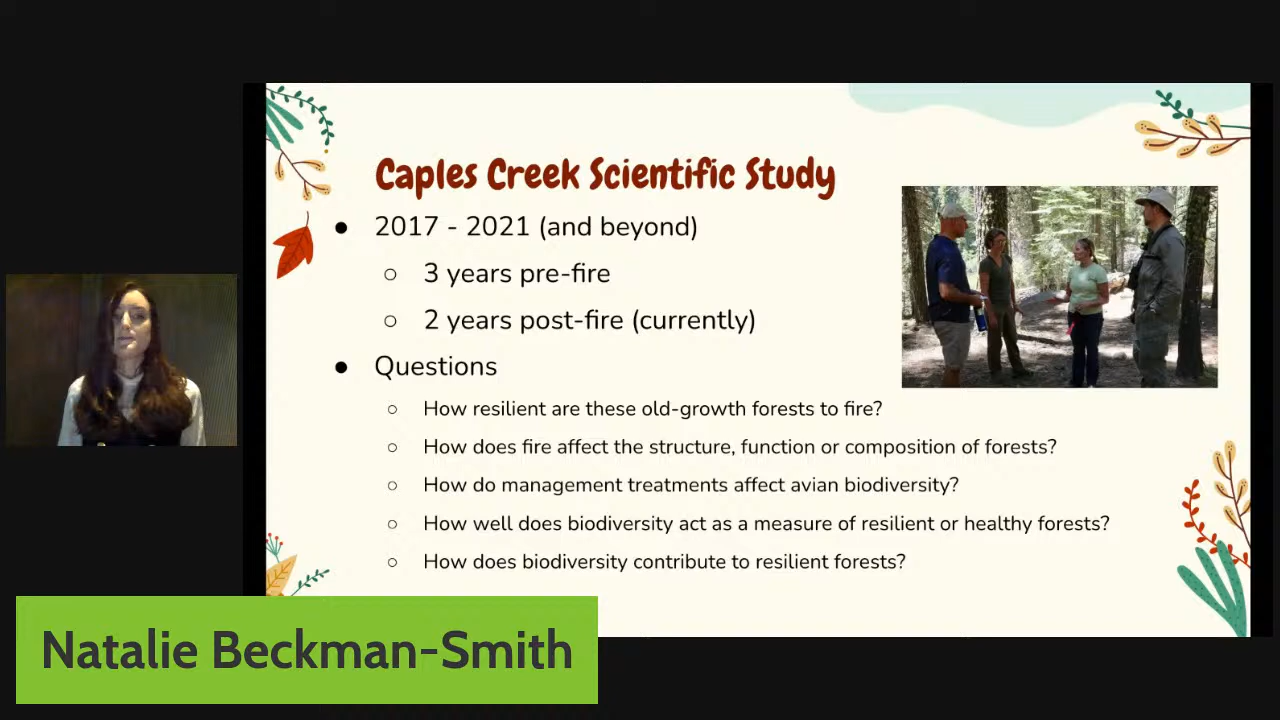 Caples Creek Scientific Study
● 2017 - 2021 (and beyond)
○ 3 years pre-fire
○ 2 years post-fire (currently)
● Questions
○ How resilient are these old-growth forests to fire?
○ How does fire affect the structure, function or composition of forests?
○ How do management treatments affect avian biodiversity?
○ How well does biodiversity act as a measure of resilient or healthy forests?
○ How does biodiversity contribute to resilient forests?
Natalie Beckman-Smith